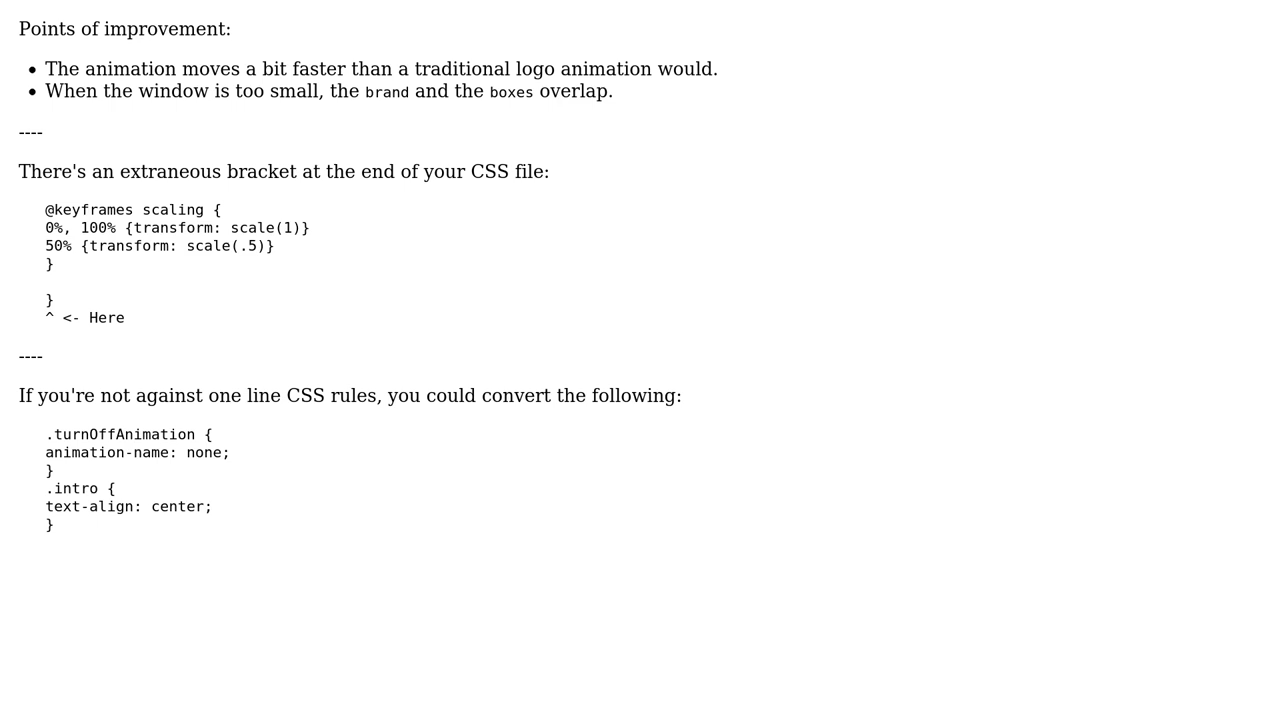 Points of improvement:
• The animation moves a bit faster than a traditional logo animation would.
• When the window is too small, the brand and the boxes overlap.
----
There's an extraneous bracket at the end of your CSS file:
@keyframes scaling {
0%, 100% {transform: scale(1)}
50% {transform: scale(.5)}
}
}
^ <- Here
----
If you're not against one line CSS rules, you could convert the following:
.turnOffAnimation {
animation-name: none;
}
.intro {
text-align: center;
}